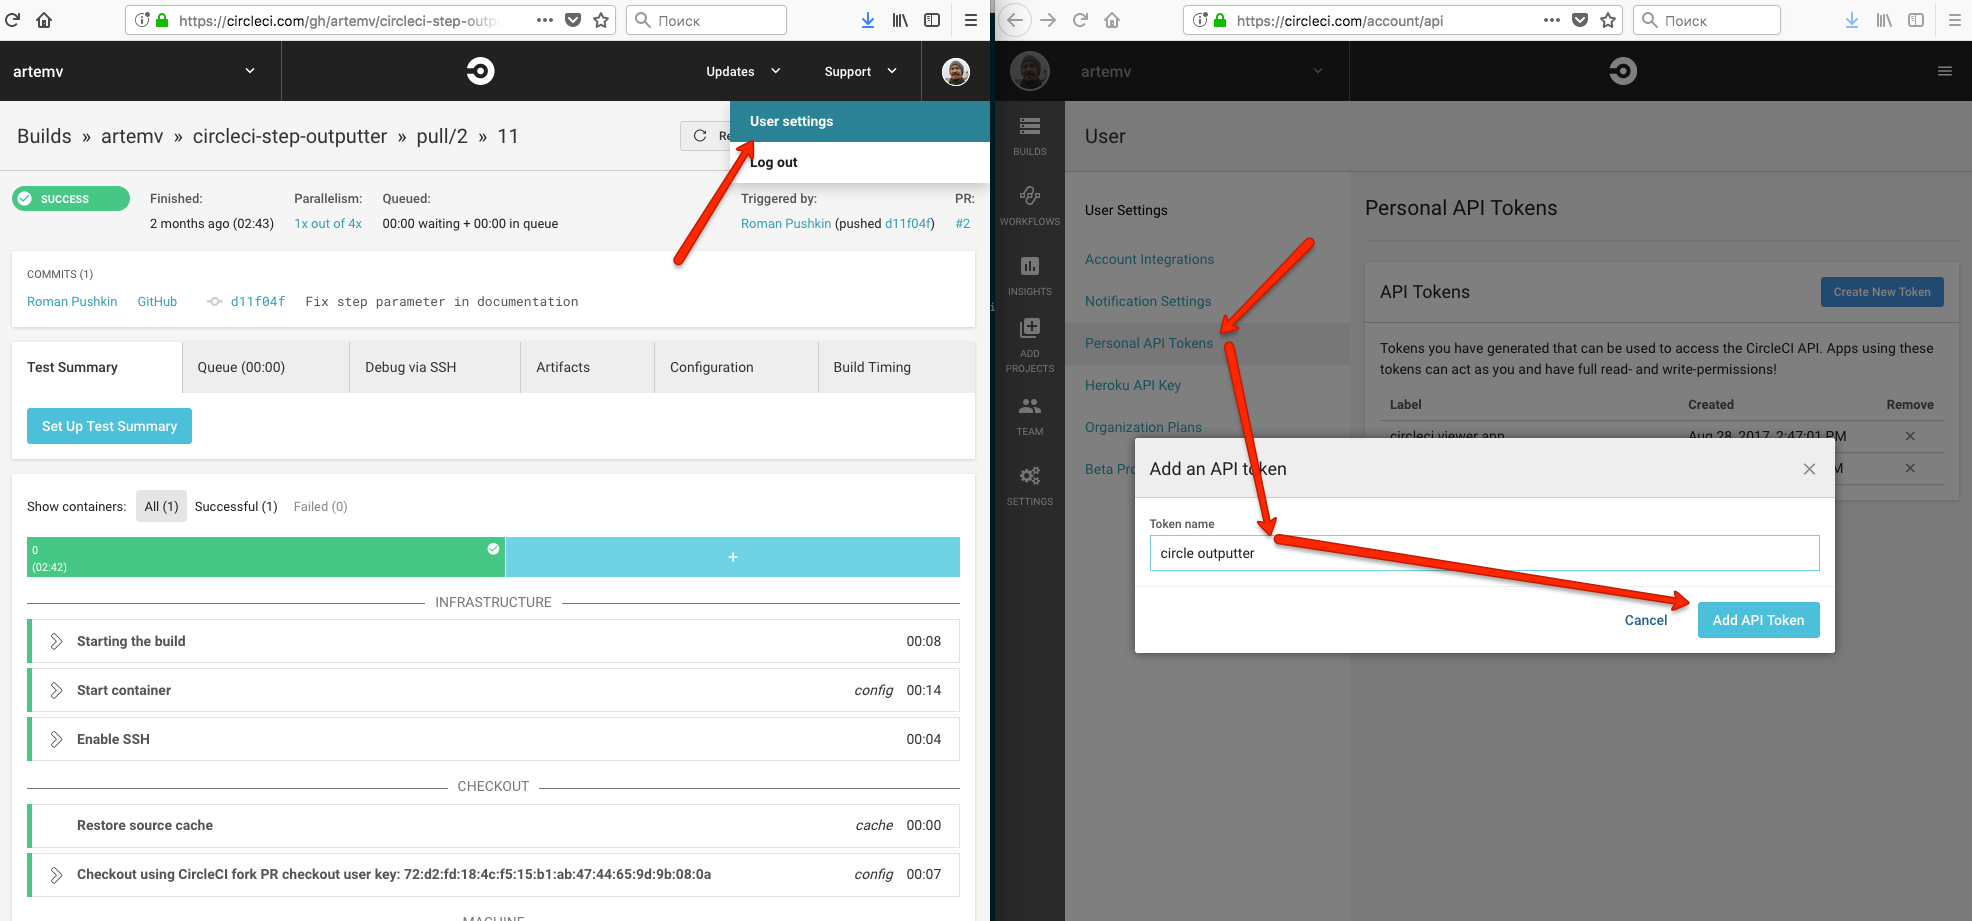 https://circleci.com/gh/artemv/circleci-step-outpu
Поиск
artemv
Updates
Support
User settings
Log out
Builds » artemv » circleci-step-outputter » pull/2 » 11
SUCCESS
Finished:
2 months ago (02:43)
Parallelism:
1x out of 4x
Queued:
00:00 waiting + 00:00 in queue
Triggered by:
Roman Pushkin (pushed d11f04f)
PR:
#2
COMMITS (1)
Roman Pushkin GitHub d11f04f Fix step parameter in documentation
Test Summary
Queue (00:00)
Debug via SSH
Artifacts
Configuration
Build Timing
Set Up Test Summary
Show containers: All (1) Successful (1) Failed (0)
0
(02:42)
+
INFRASTRUCTURE
Starting the build 00:08
Start container config 00:14
Enable SSH 00:04
CHECKOUT
Restore source cache cache 00:00
Checkout using CircleCI fork PR checkout user key: 72:d2:fd:18:4c:f5:15:b1:ab:47:44:65:9d:9b:08:0a config 00:07
MACHINE
https://circleci.com/account/api
Поиск
artemv
BUILDS
WORKFLOWS
INSIGHTS
ADD
PROJECTS
TEAM
SETTINGS
User
User Settings
Account Integrations
Notification Settings
Personal API Tokens
Heroku API Key
Organization Plans
Beta Pro
Personal API Tokens
API Tokens
Create New Token
Tokens you have generated that can be used to access the CircleCI API. Apps using these
tokens can act as you and have full read- and write-permissions!
Label Created Remove
circleci viewer app Aug 28, 2017, 2:47:01 PM
M
Add an API token
Token name
circle outputter
Cancel
Add API Token